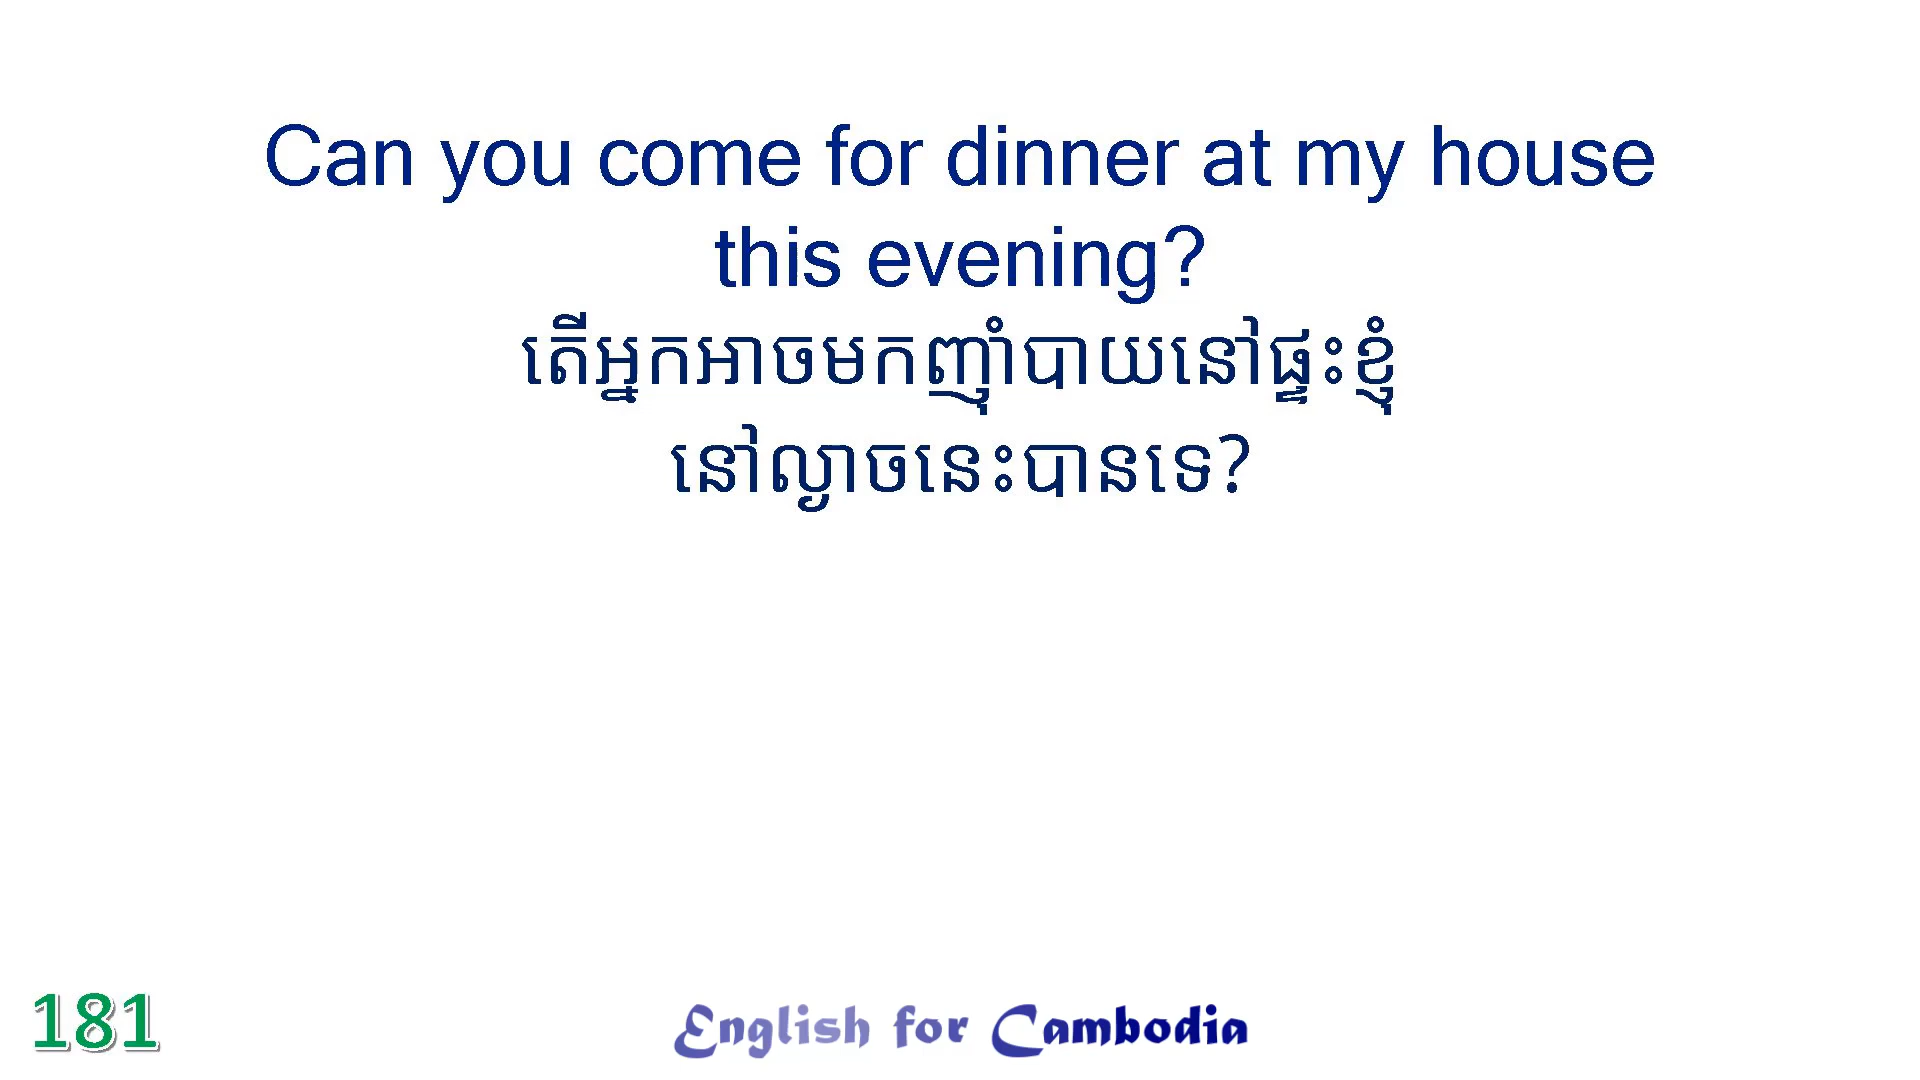 Can you come for dinner at my house
this evening?
តើអ្នកអាចមកញ៉ាំបាយនៅផ្ទះខ្ញុំ
នៅល្ងាចនេះបានទេ?
181
English for Cambodia